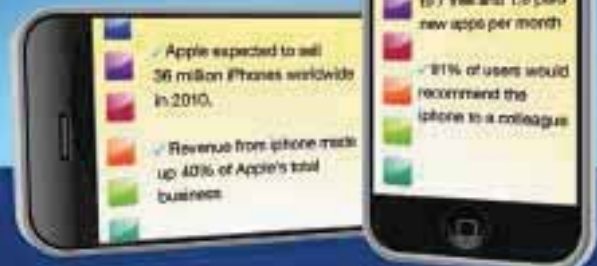 ✓ Apple expected to sell
36 million iPhones worldwide
in 2010.
✓ Revenue from iphone made
up 40% of Apple's total
business
new apps per month
✓ 91% of users would
recommend the
iphone to a colleague